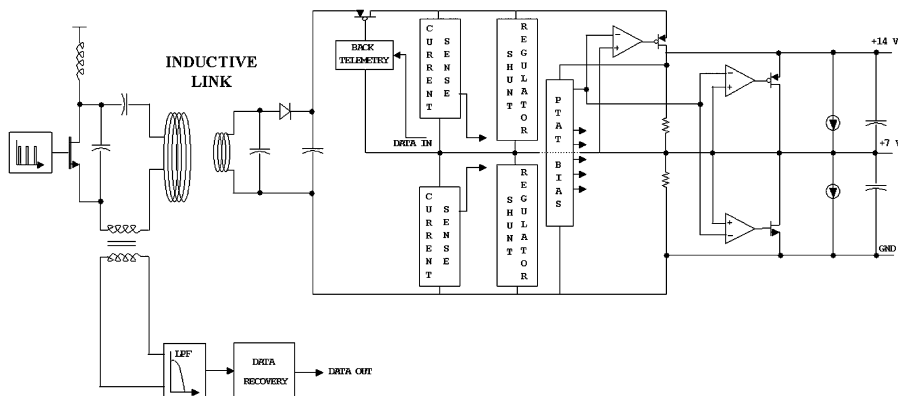 INDUCTIVE
LINK
BACK
TELEMETRY
DATA IN
CURRENT
SENSE
REGULATOR
SHUNT
CURRENT
SENSE
REGULATOR
SHUNT
PTAT BIAS
-
+
-
+
+
-
+14 V
+7 V
GND
LPF
DATA
RECOVERY
DATA OUT